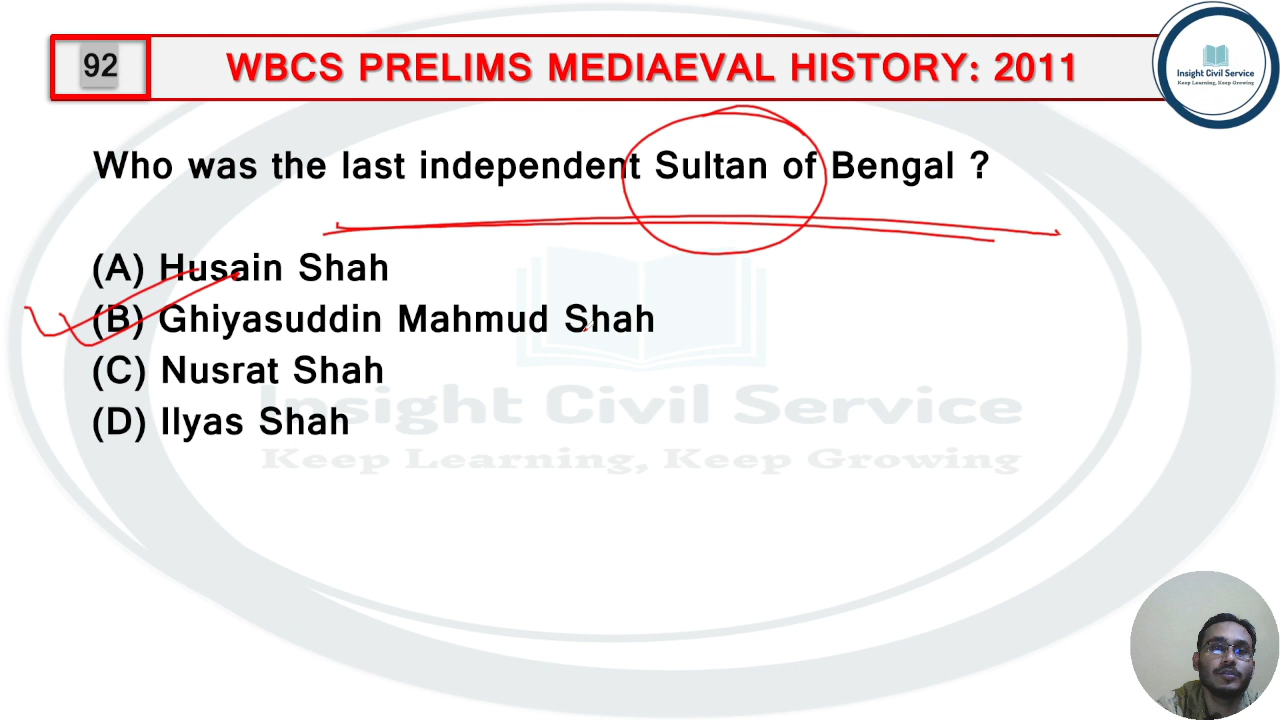 92
WBCS PRELIMS MEDIAEVAL HISTORY: 2011
Insight Civil Service
Keep Learning, Keep Growing
Who was the last independent Sultan of Bengal ?
(A) Husain Shah
(B) Ghiyasuddin Mahmud Shah
(C) Nusrat Shah
(D) Ilyas Shah
Insight Civil Service
Keep Learning, Keep Growing